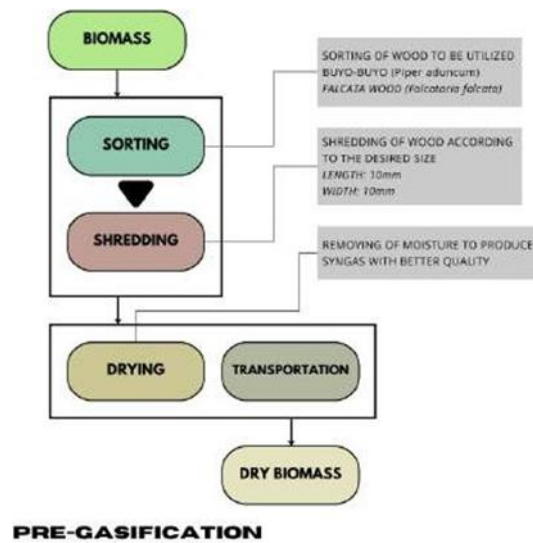 BIOMASS
SORTING
SHREDDING
SORTING OF WOOD TO BE UTILIZED
BUYO-BUYO (Piper aduncum)
FALCATA WOOD (Falcataria falcata)
SHREDDING OF WOOD ACCORDING
TO THE DESIRED SIZE
LENGTH: 10mm
WIDTH: 10mm
REMOVING OF MOISTURE TO PRODUCE
SYNGAS WITH BETTER QUALITY
DRYING
TRANSPORTATION
DRY BIOMASS
PRE-GASIFICATION